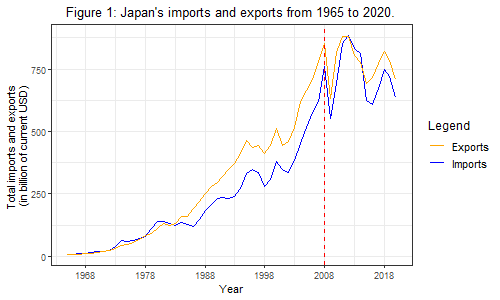 Figure 1: Japan's imports and exports from 1965 to 2020.
Total imports and exports
(in billion of current USD)
750
500
250
0
1968
1978
1988
1998
2008
2018
Year
Legend
Exports
Imports